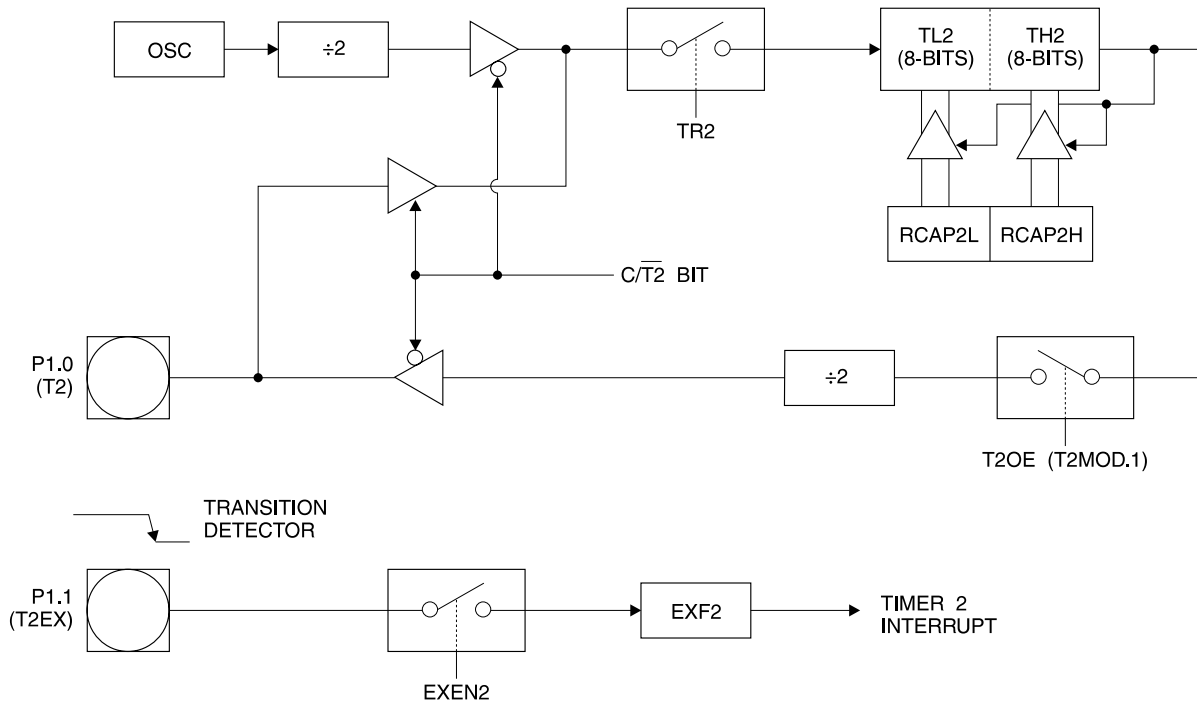 OSC
÷2
TR2
TL2
(8-BITS)
TH2
(8-BITS)
RCAP2L
RCAP2H
C/T2̅ BIT
P1.0
(T2)
÷2
T2OE (T2MOD.1)
TRANSITION
DETECTOR
P1.1
(T2EX)
EXEN2
EXF2
TIMER 2
INTERRUPT